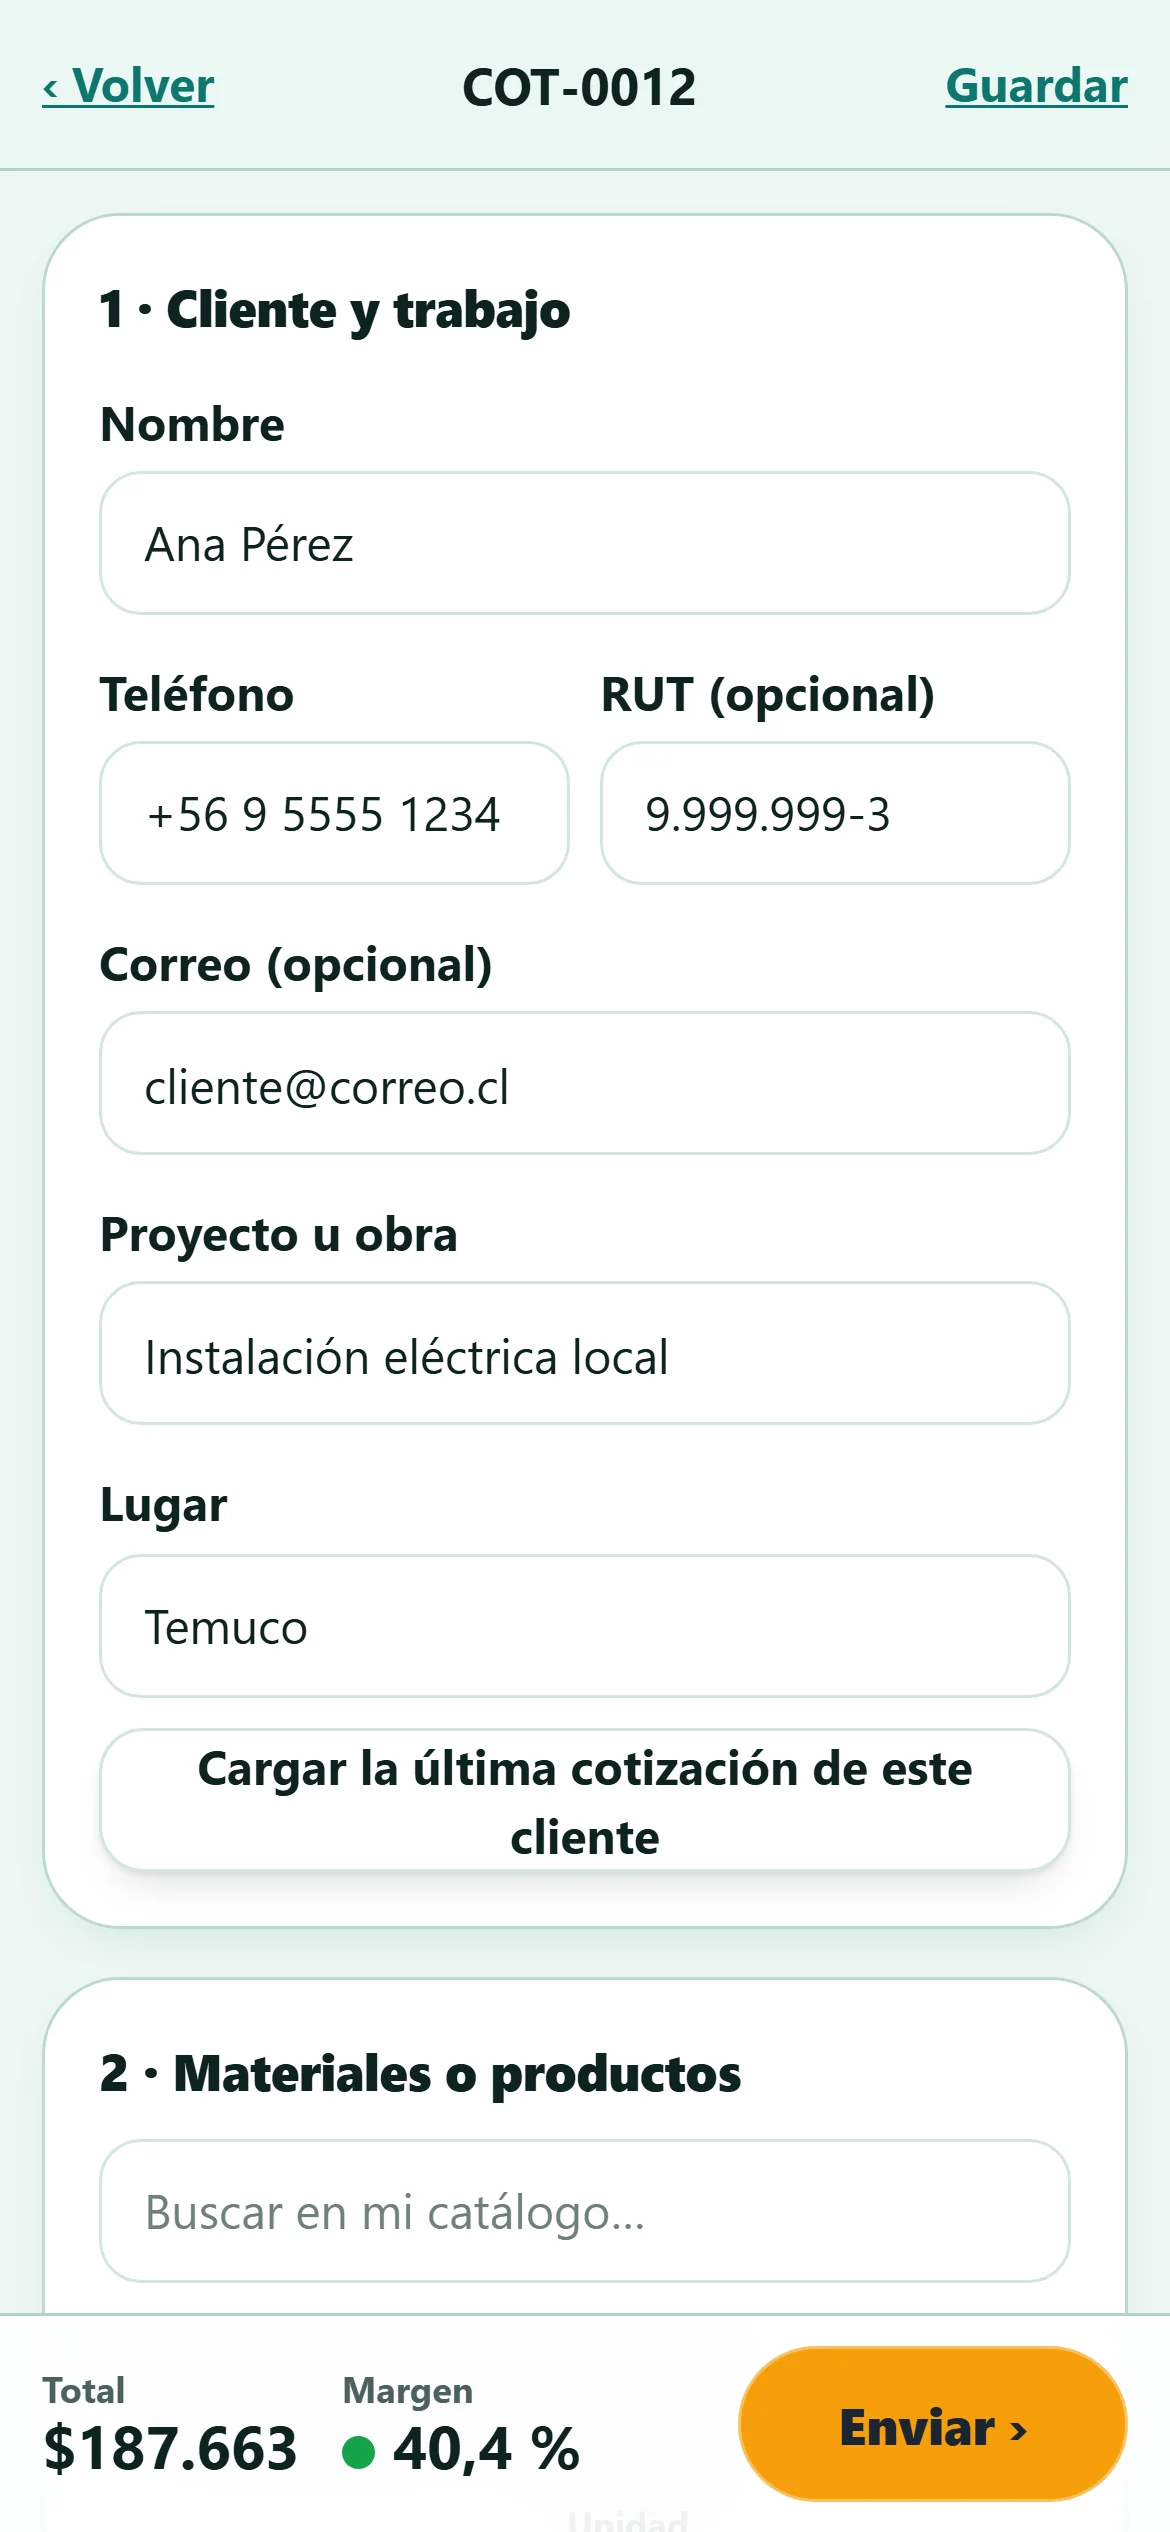 ‹ Volver
COT-0012
Guardar
1 · Cliente y trabajo
Nombre
Ana Pérez
Teléfono
RUT (opcional)
+56 9 5555 1234
9.999.999-3
Correo (opcional)
cliente@correo.cl
Proyecto u obra
Instalación eléctrica local
Lugar
Temuco
Cargar la última cotización de este
cliente
2 · Materiales o productos
Buscar en mi catálogo...
Total
Margen
$187.663
40,4 %
Enviar ›
Unidad